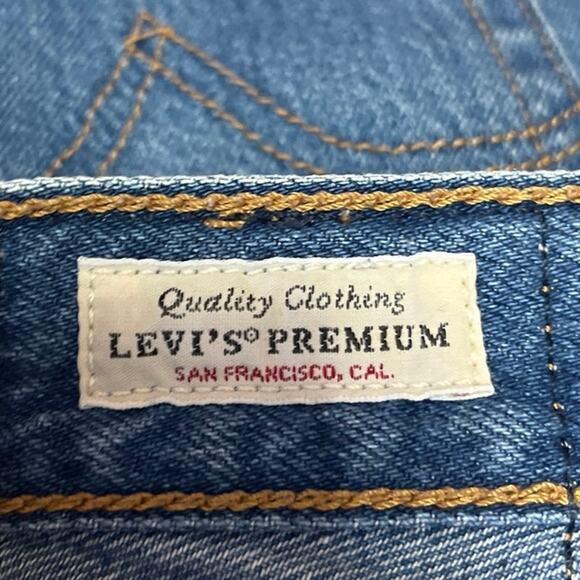 Quality Clothing
LEVI'S® PREMIUM
SAN FRANCISCO, CAL.